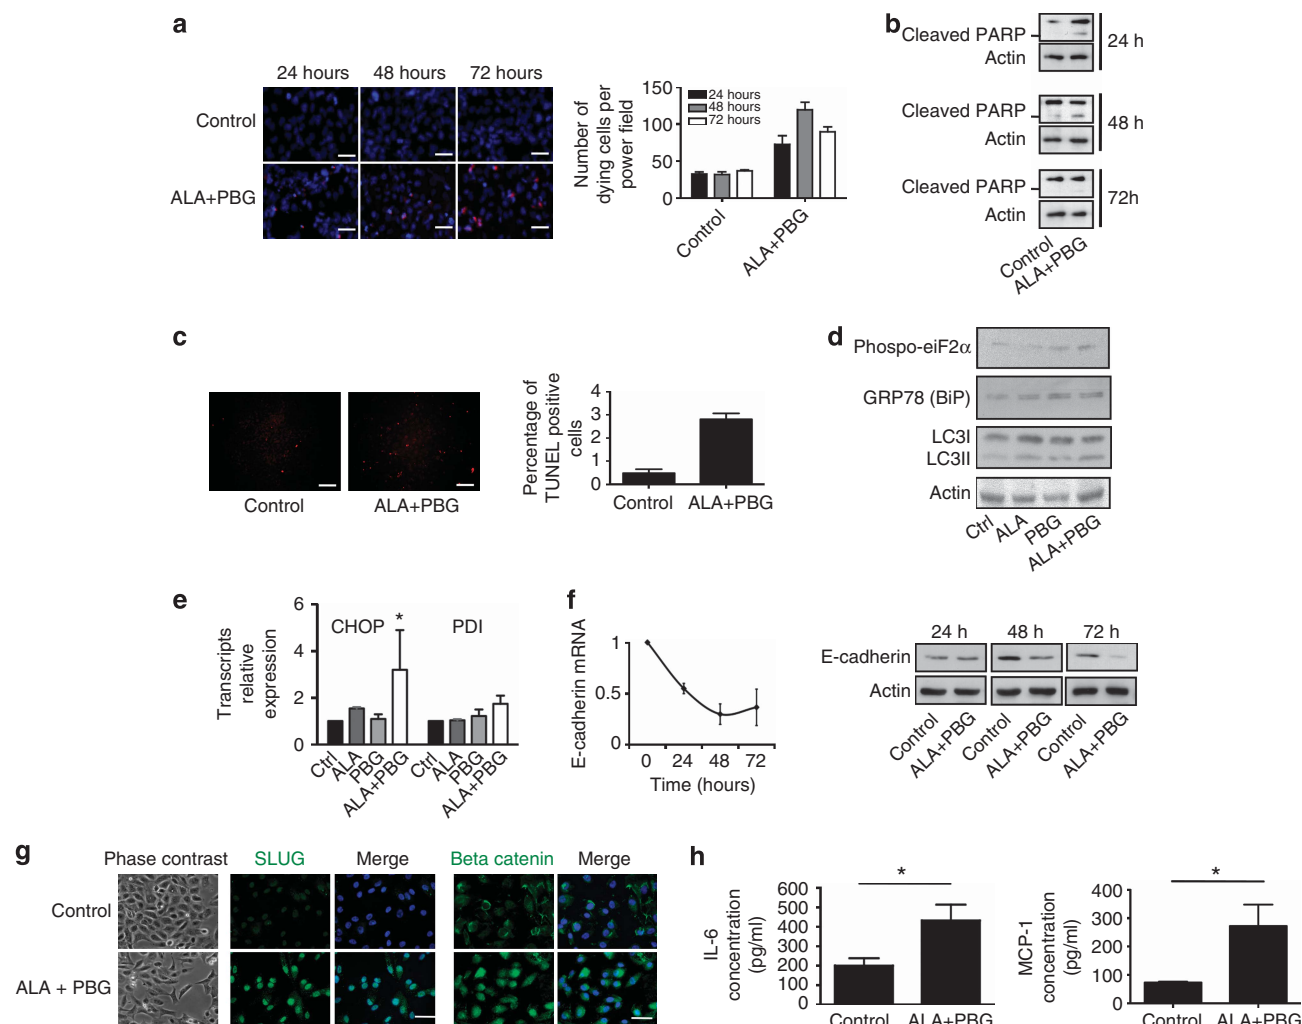 a
24 hours 48 hours 72 hours
Control
ALA+PBG
Number of
dying cells per
power field
150
100
50
0
24 hours
48 hours
72 hours
Control
ALA+PBG
b
Cleaved PARP
Actin
24 h
Cleaved PARP
Actin
48 h
Cleaved PARP
Actin
72h
Control
ALA+PBG
c
Control
ALA+PBG
Percentage of
TUNEL positive
cells
4
3
2
1
0
Control
ALA+PBG
d
Phospo-eiF2α
GRP78 (BiP)
LC3I
LC3II
Actin
Ctrl
ALA
PBG
ALA+PBG
e
Transcripts
relative
expression
6
4
2
0
CHOP
*
PDI
Ctrl
ALA
PBG
ALA+PBG
Ctrl
ALA
PBG
ALA+PBG
f
E-cadherin mRNA
1
0.5
0
0 24 48 72
Time (hours)
24 h 48 h 72 h
E-cadherin
Actin
Control
ALA+PBG
Control
ALA+PBG
Control
ALA+PBG
g
Phase contrast SLUG Merge Beta catenin Merge
Control
ALA + PBG
h
IL-6
concentration
(pg/ml)
600
500
400
300
200
100
0
*
Control ALA+PBG
MCP-1
concentration
(pg/ml)
400
300
200
100
0
*
Control ALA+PBG